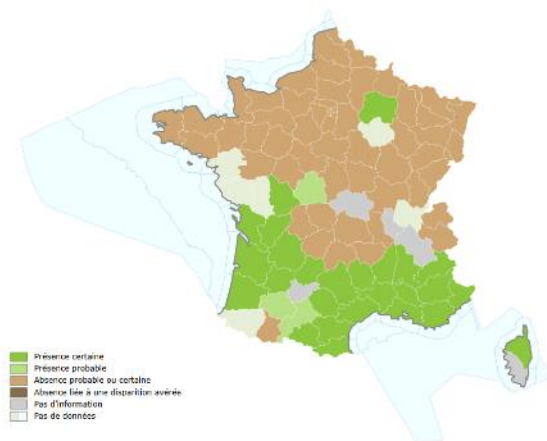 Présence certaine
Présence probable
Absence probable ou certaine
Absence liée à une disparition avérée
Pas d'information
Pas de données